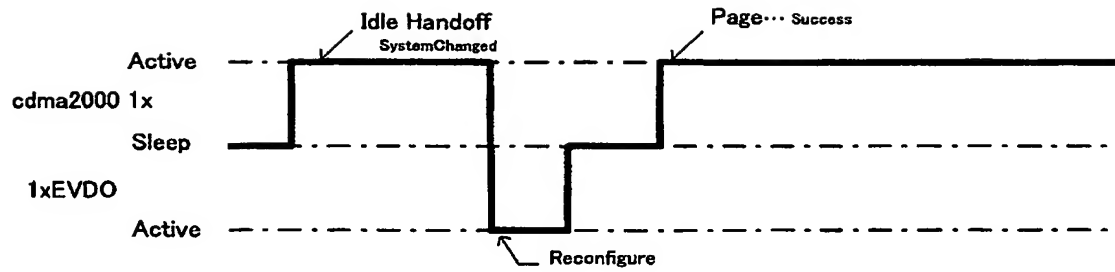 Idle Handoff
SystemChanged
Page… Success
Active
cdma2000 1x
Sleep
1xEVDO
Active
Reconfigure